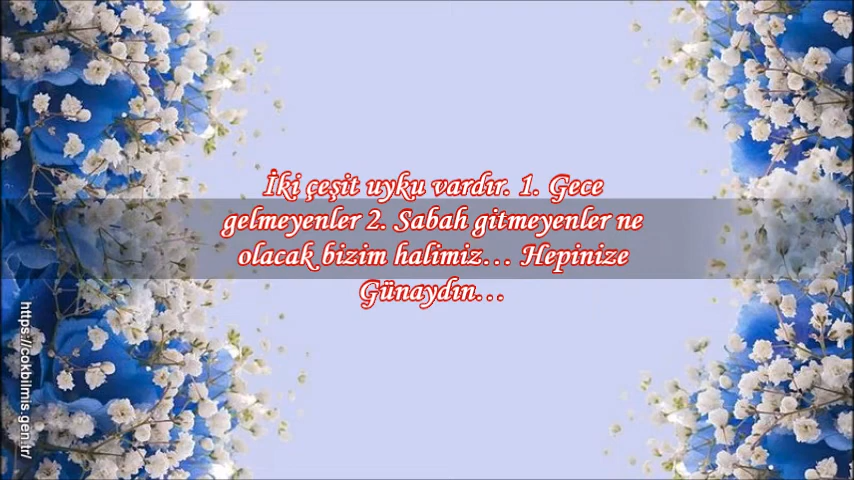 İki çeşit uyku vardır. 1. Gece
gelmeyenler 2. Sabah gitmeyenler ne
olacak bizim halimiz… Hepinize
Günaydın…
https://cokbilmis.gen.tr/